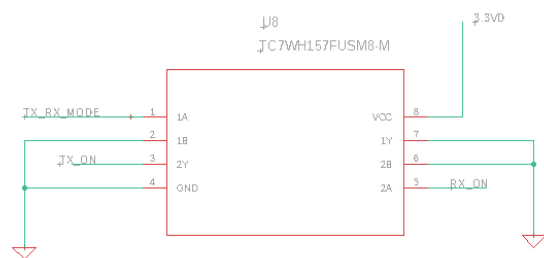 U8
TC7WH157FUSM8-M
3.3VD
TX_RX_MODE
1
1A
VCC
8
2
1B
1Y
7
TX_ON
3
2Y
2B
6
4
GND
2A
5
RX_ON